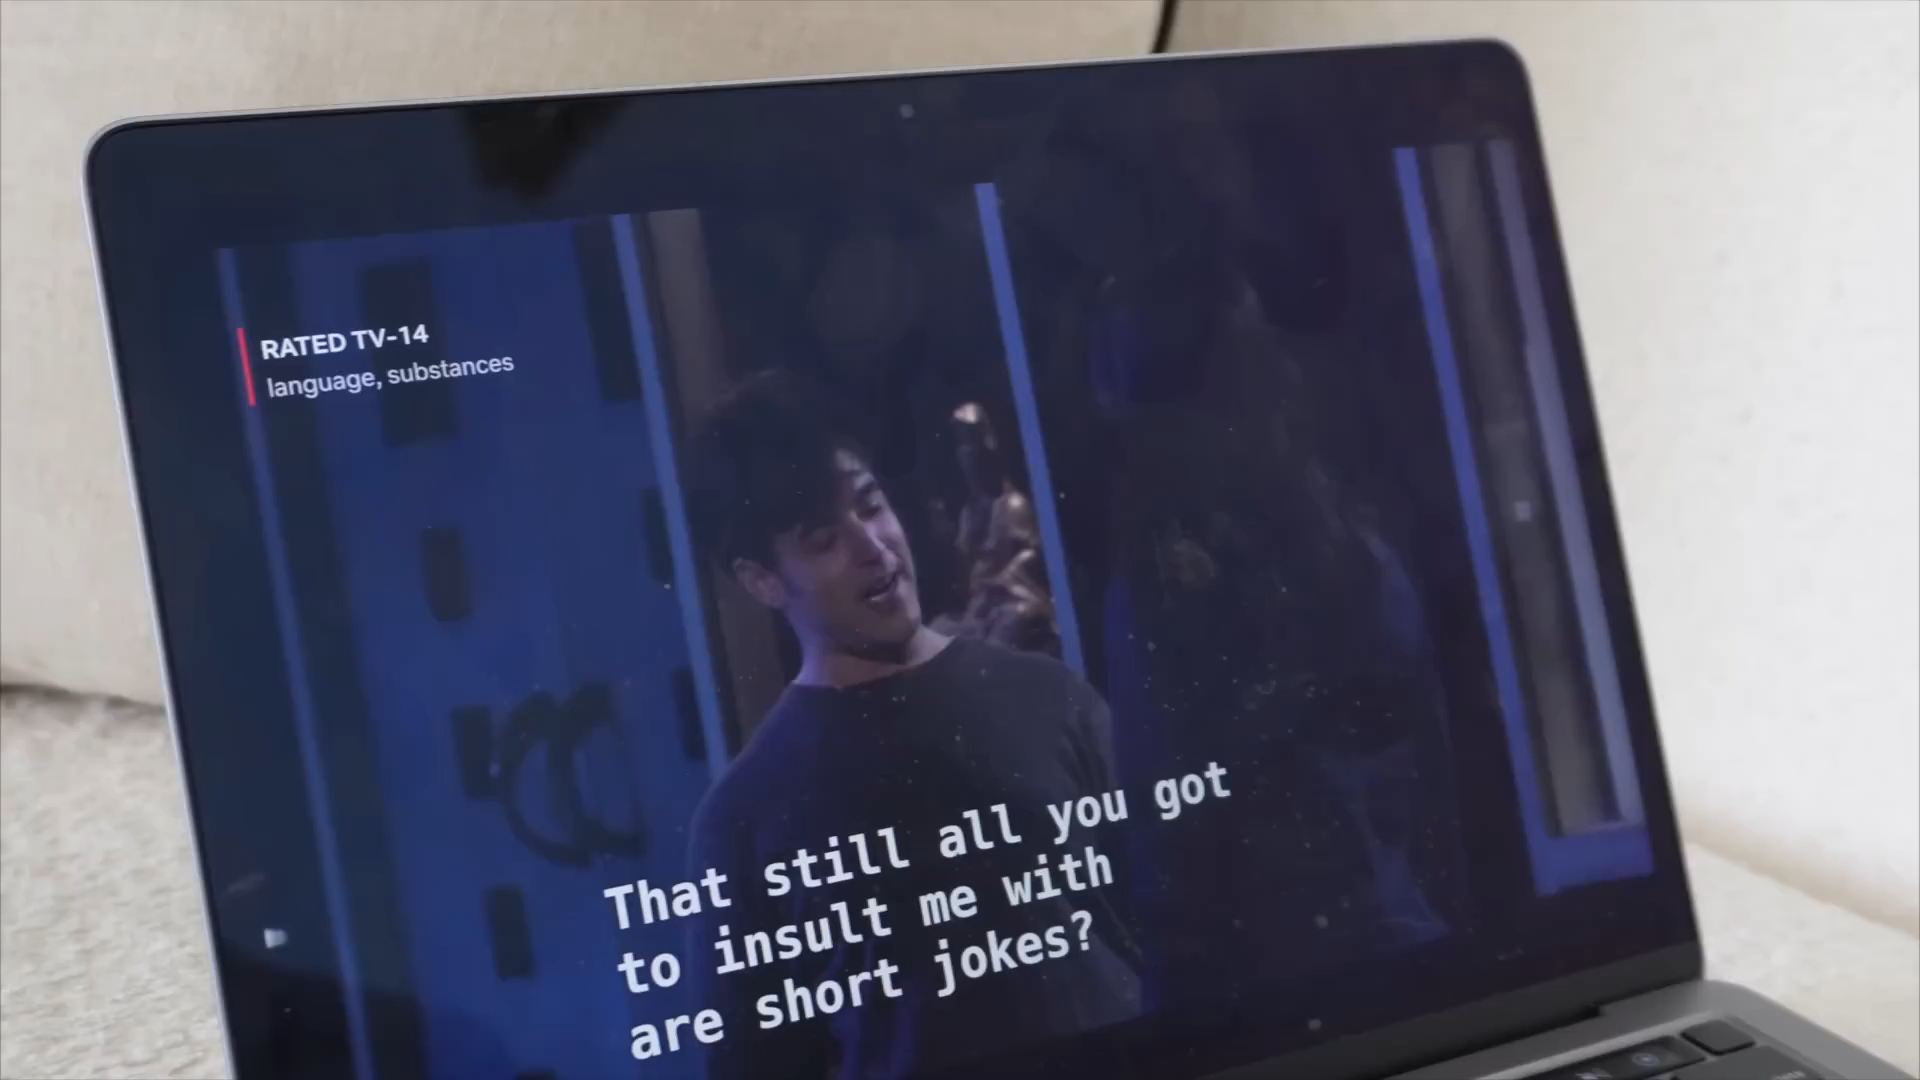 RATED TV-14
language, substances
That still all you got
to insult me with
are short jokes?